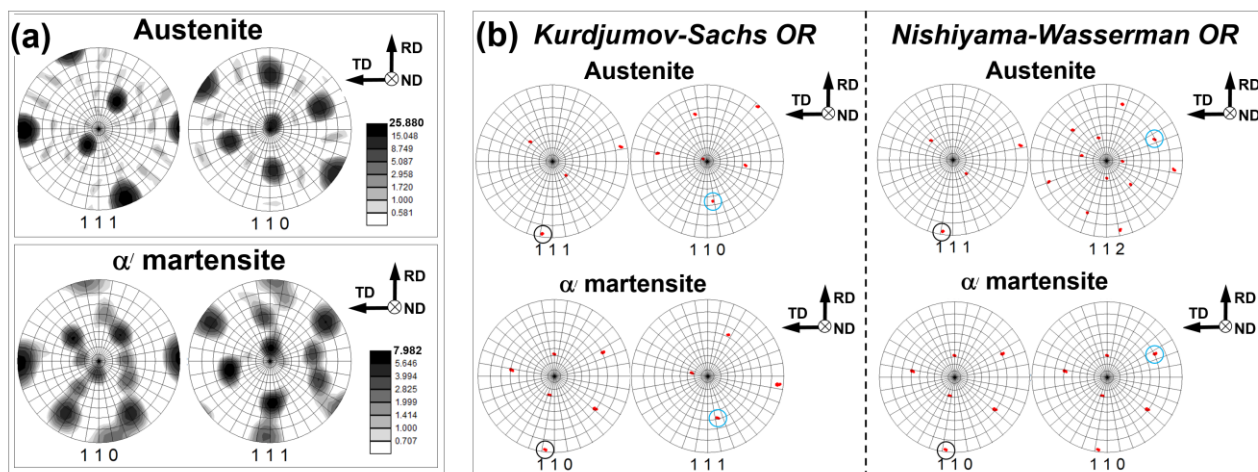 (a)
Austenite
RD
TD
ND
25.880
15.048
8.749
5.087
2.958
1.720
1.000
0.581
1 1 1
1 1 0
α′ martensite
RD
TD
ND
7.982
5.646
3.994
2.825
1.999
1.414
1.000
0.707
1 1 0
1 1 1
(b)
Kurdjumov-Sachs OR
Austenite
RD
TD
ND
1 1 1
1 1 0
α′ martensite
RD
TD
ND
1 1 0
1 1 1
Nishiyama-Wasserman OR
Austenite
RD
TD
ND
1 1 1
1 1 2
α′ martensite
RD
TD
ND
1 1 0
1 1 0